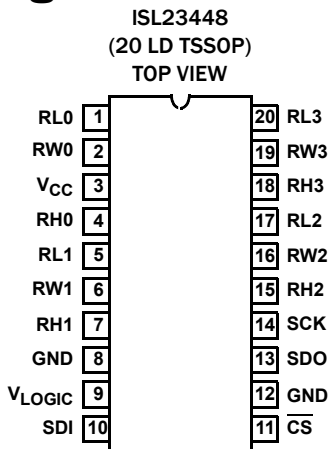 ISL23448
(20 LD TSSOP)
TOP VIEW
RL0 1 20 RL3
RW0 2 19 RW3
VCC 3 18 RH3
RH0 4 17 RL2
RL1 5 16 RW2
RW1 6 15 RH2
RH1 7 14 SCK
GND 8 13 SDO
VLOGIC 9 12 GND
SDI 10 11 C̅S̅